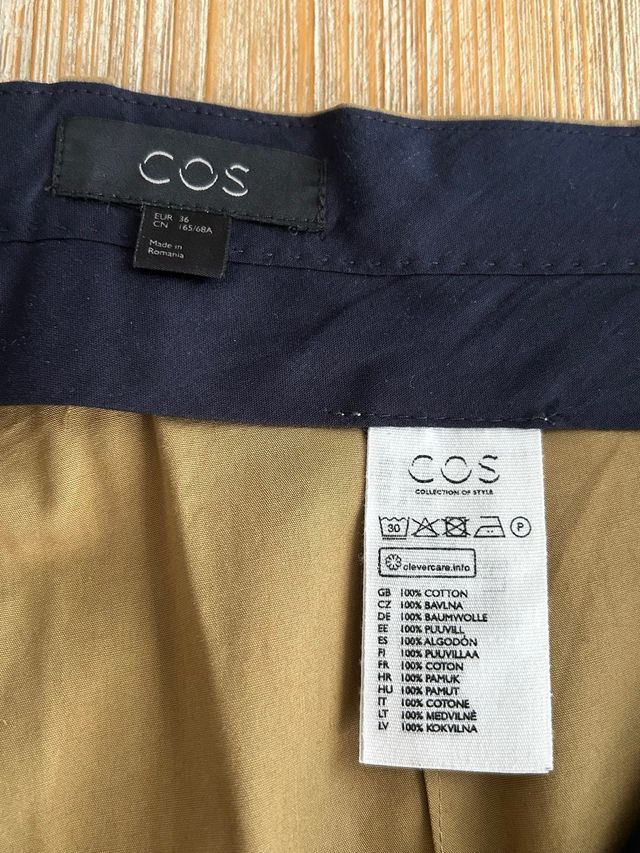 COS
EUR 36
CN 165/68A
Made in
Romania
COS
COLLECTION OF STYLE
30 P
clevercare.info
GB 100% COTTON
CZ 100% BAVLNA
DE 100% BAUMWOLLE
EE 100% PUUVILL
ES 100% ALGODÓN
FI 100% PUUVILLAA
FR 100% COTON
HR 100% PAMUK
HU 100% PAMUT
IT 100% COTONE
LT 100% MEDVILNĖ
LV 100% KOKVILNA